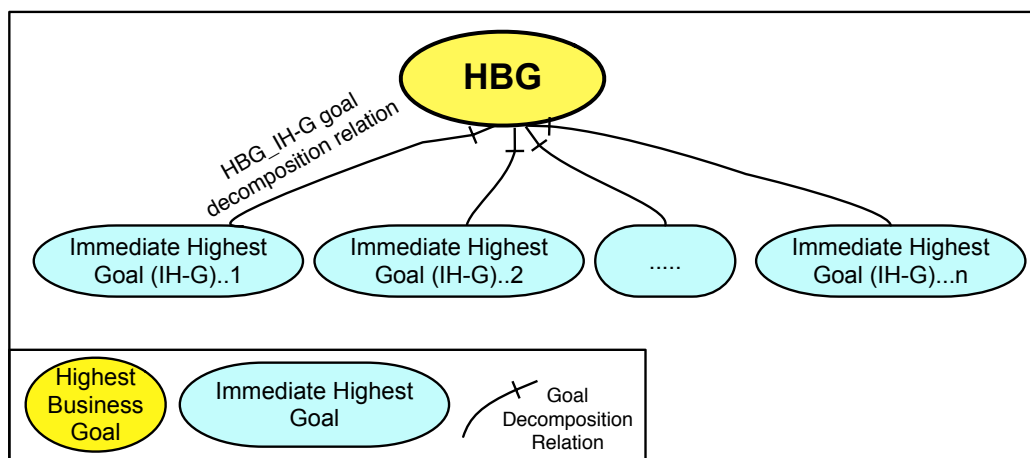 HBG
HBG_IH-G goal
decomposition relation
Immediate Highest
Goal (IH-G)..1
Immediate Highest
Goal (IH-G)..2
.....
Immediate Highest
Goal (IH-G)...n
Highest
Business
Goal
Immediate Highest
Goal
Goal
Decomposition
Relation